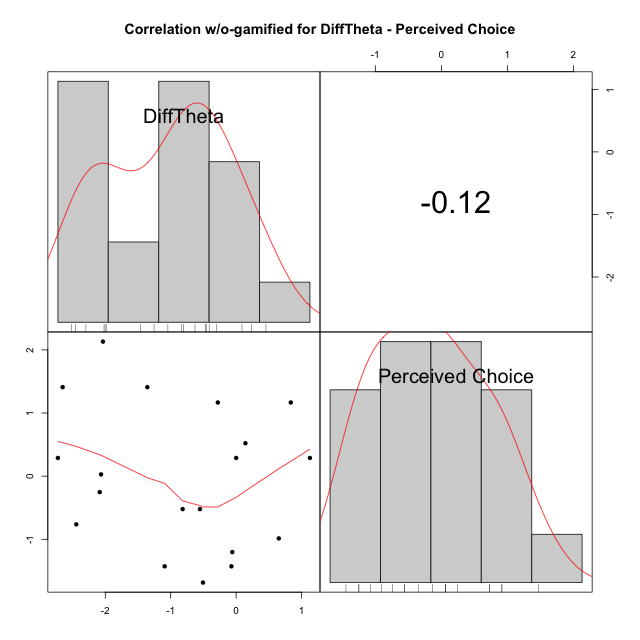 Correlation w/o-gamified for DiffTheta - Perceived Choice
-1 0 1 2
DiffTheta
-0.12
1
0
-1
-2
2
1
0
-1
Perceived Choice
-2 -1 0 1